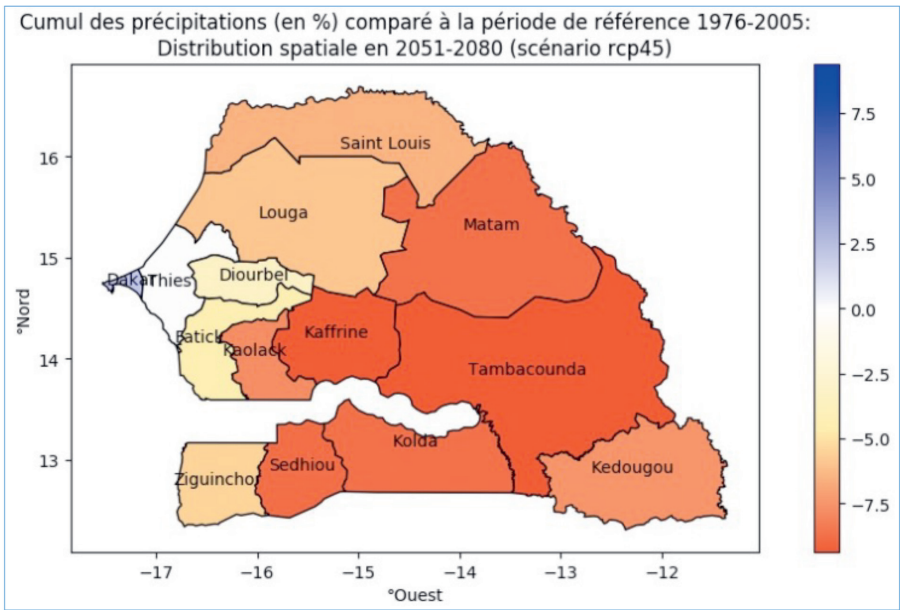 Cumul des précipitations (en %) comparé à la période de référence 1976-2005:
Distribution spatiale en 2051-2080 (scénario rcp45)
7.5
5.0
2.5
0.0
−2.5
−5.0
−7.5
16
15
14
13
°Nord
Saint Louis
Louga
Matam
Dakar
Thies
Diourbel
Fatick
Kaolack
Kaffrine
Tambacounda
Kolda
Sedhiou
Ziguinchor
Kedougou
−17
−16
−15
−14
−13
−12
°Ouest